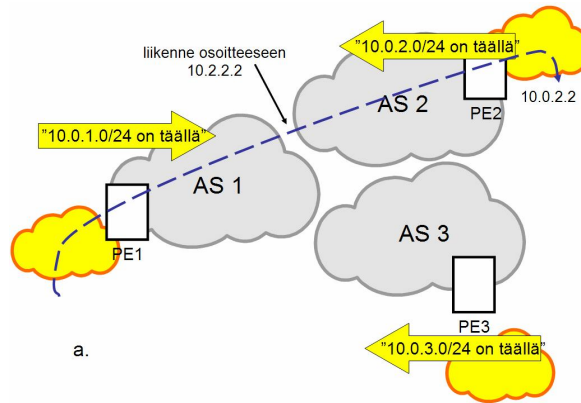 "10.0.2.0/24 on täällä"
liikenne osoitteeseen
10.2.2.2
10.0.2.2
AS 2
PE2
"10.0.1.0/24 on täällä"
AS 1
PE1
AS 3
PE3
"10.0.3.0/24 on täällä"
a.